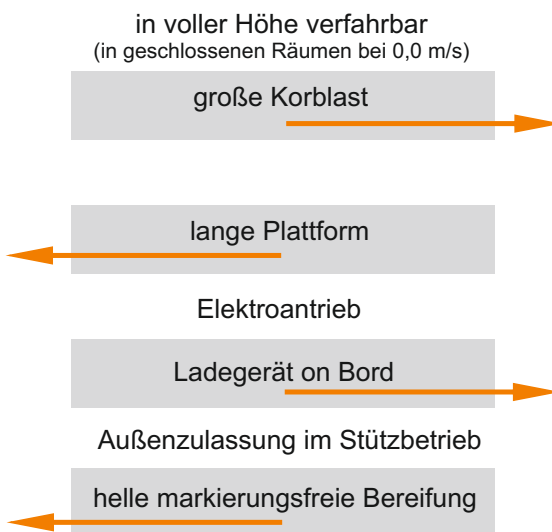 in voller Höhe verfahrbar
(in geschlossenen Räumen bei 0,0 m/s)
große Korblast
lange Plattform
Elektroantrieb
Ladegerät on Bord
Außenzulassung im Stützbetrieb
helle markierungsfreie Bereifung